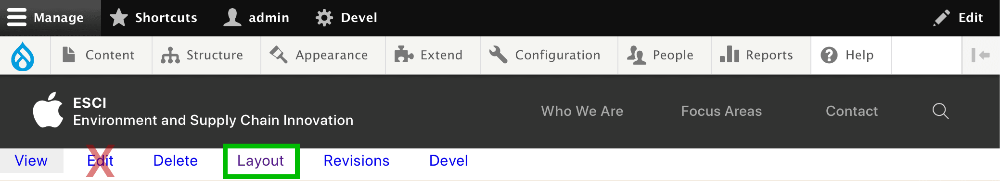 Manage Shortcuts admin Devel Edit
Content Structure Appearance Extend Configuration People Reports Help
ESCI
Environment and Supply Chain Innovation
Who We Are Focus Areas Contact
View Edit Delete Layout Revisions Devel
X